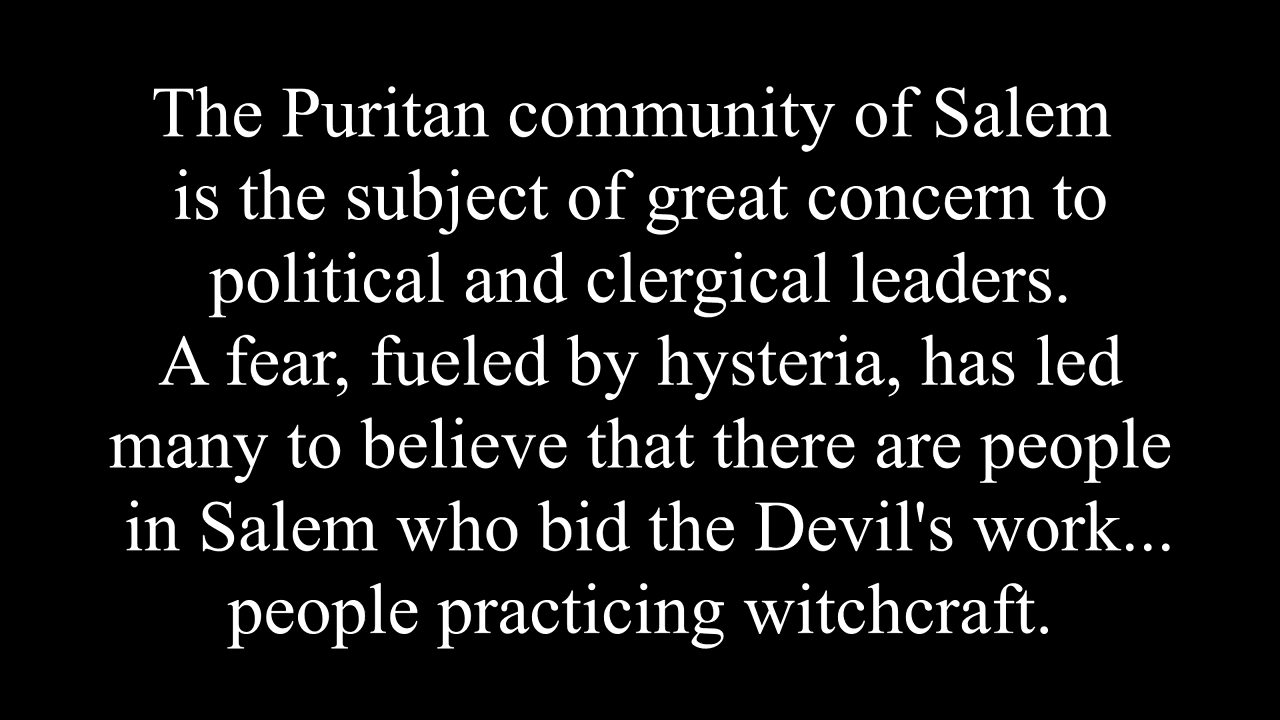 The Puritan community of Salem
is the subject of great concern to
political and clergical leaders.
A fear, fueled by hysteria, has led
many to believe that there are people
in Salem who bid the Devil's work...
people practicing witchcraft.